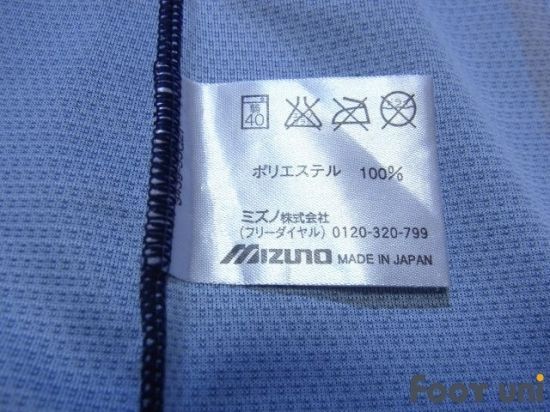 40
ポリエステル 100%
ミズノ株式会社
(フリーダイヤル) 0120-320-799
MIZUNO MADE IN JAPAN
FOOT uni